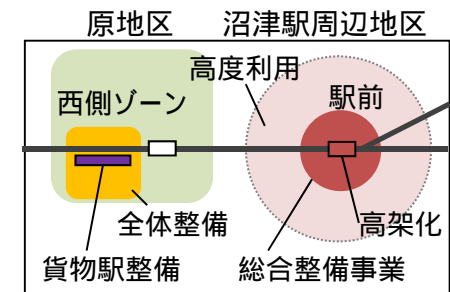 原地区
沼津駅周辺地区
高度利用
西側ゾーン
駅前
全体整備
高架化
貨物駅整備
総合整備事業